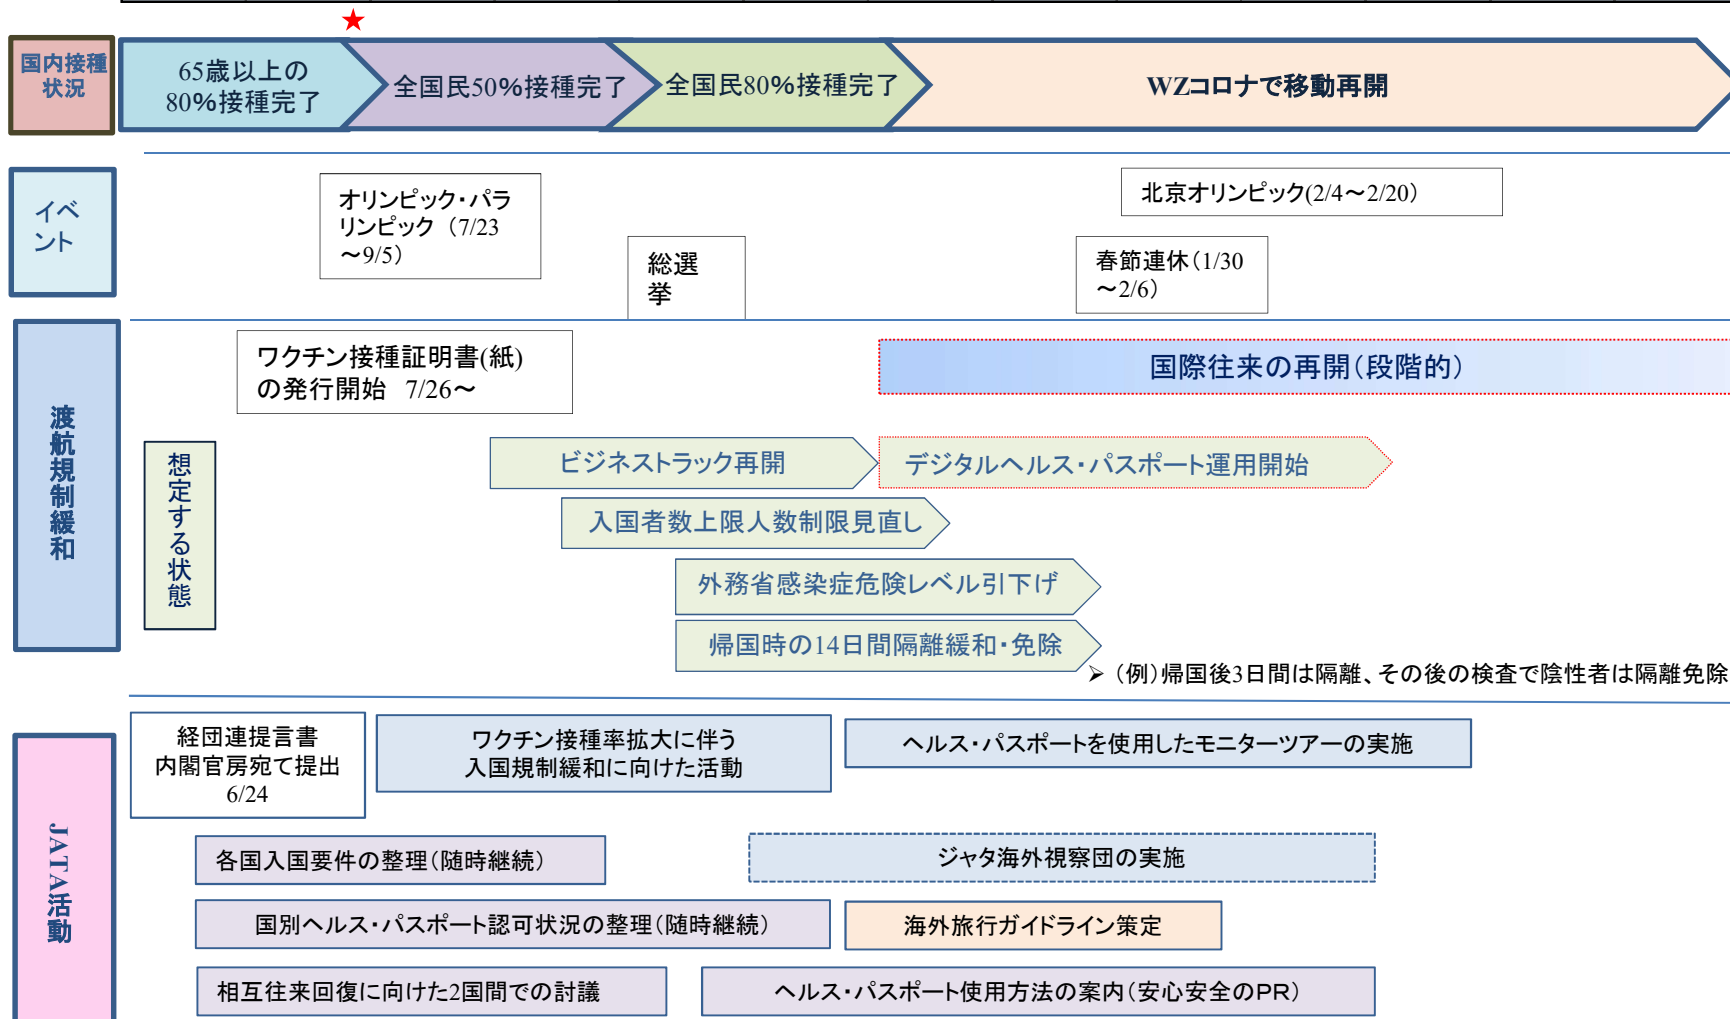 ★
国内接種
状況
65歳以上の
80%接種完了
全国民50%接種完了
全国民80%接種完了
WZコロナで移動再開
イベ
ント
オリンピック・パラ
リンピック (7/23
～9/5)
総選
挙
北京オリンピック(2/4～2/20)
春節連休(1/30
～2/6)
渡航規制緩和
ワクチン接種証明書(紙)
の発行開始 7/26～
国際往来の再開(段階的)
想定する状態
ビジネストラック再開
デジタルヘルス・パスポート運用開始
入国者数上限人数制限見直し
外務省感染症危険レベル引下げ
帰国時の14日間隔離緩和・免除
➢ (例)帰国後3日間は隔離、その後の検査で陰性者は隔離免除
JATA活動
経団連提言書
内閣官房宛て提出
6/24
ワクチン接種率拡大に伴う
入国規制緩和に向けた活動
ヘルス・パスポートを使用したモニターツアーの実施
各国入国要件の整理(随時継続)
ジャタ海外視察団の実施
国別ヘルス・パスポート認可状況の整理(随時継続)
海外旅行ガイドライン策定
相互往来回復に向けた2国間での討議
ヘルス・パスポート使用方法の案内(安心安全のPR)